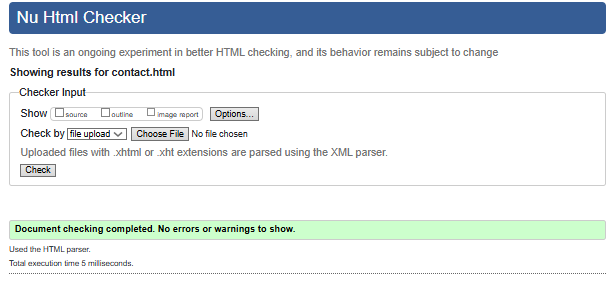 Nu Html Checker
This tool is an ongoing experiment in better HTML checking, and its behavior remains subject to change
Showing results for contact.html
Checker Input
Show source outline image report Options...
Check by file upload Choose File No file chosen
Uploaded files with .xhtml or .xht extensions are parsed using the XML parser.
Check
Document checking completed. No errors or warnings to show.
Used the HTML parser.
Total execution time 5 milliseconds.